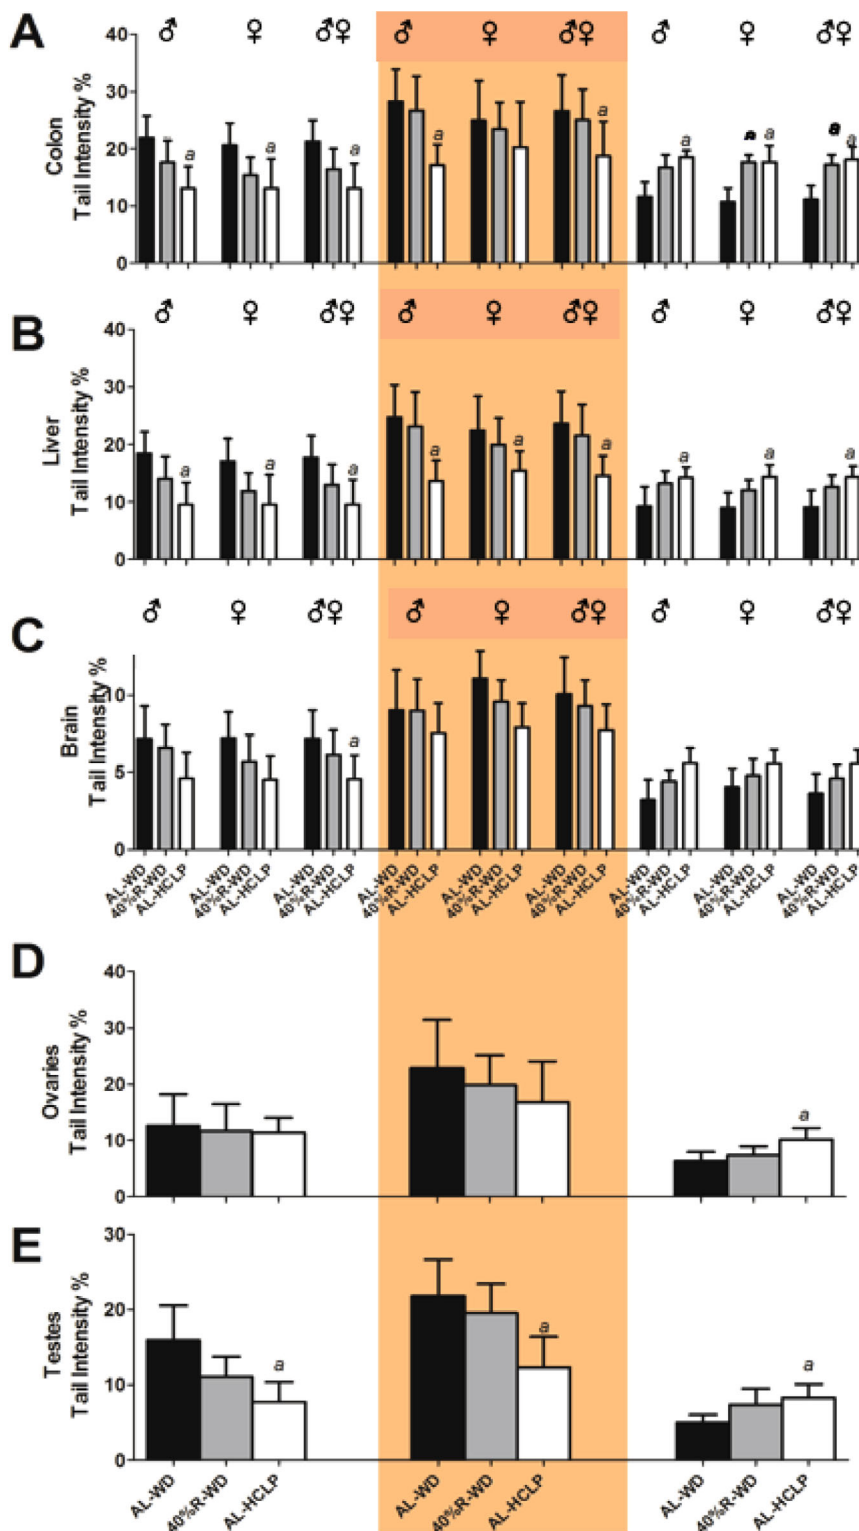 A
♂ ♀ ♂♀ ♂ ♀ ♂♀ ♂ ♀ ♂♀
Colon
Tail Intensity %
40
30
20
10
0
a a a a a a a a a a
B
♂ ♀ ♂♀ ♂ ♀ ♂♀ ♂ ♀ ♂♀
Liver
Tail Intensity %
40
30
20
10
0
a a a a a a a a a
C
♂ ♀ ♂♀ ♂ ♀ ♂♀ ♂ ♀ ♂♀
Brain
Tail Intensity %
10
5
0
a
AL-WD 40%R-WD AL-HCLP AL-WD 40%R-WD AL-HCLP AL-WD 40%R-WD AL-HCLP AL-WD 40%R-WD AL-HCLP AL-WD 40%R-WD AL-HCLP AL-WD 40%R-WD AL-HCLP AL-WD 40%R-WD AL-HCLP AL-WD 40%R-WD AL-HCLP AL-WD 40%R-WD AL-HCLP
D
Ovaries
Tail Intensity %
40
30
20
10
0
a
E
Testes
Tail Intensity %
30
20
10
0
a a a
AL-WD 40%R-WD AL-HCLP AL-WD 40%R-WD AL-HCLP AL-WD 40%R-WD AL-HCLP